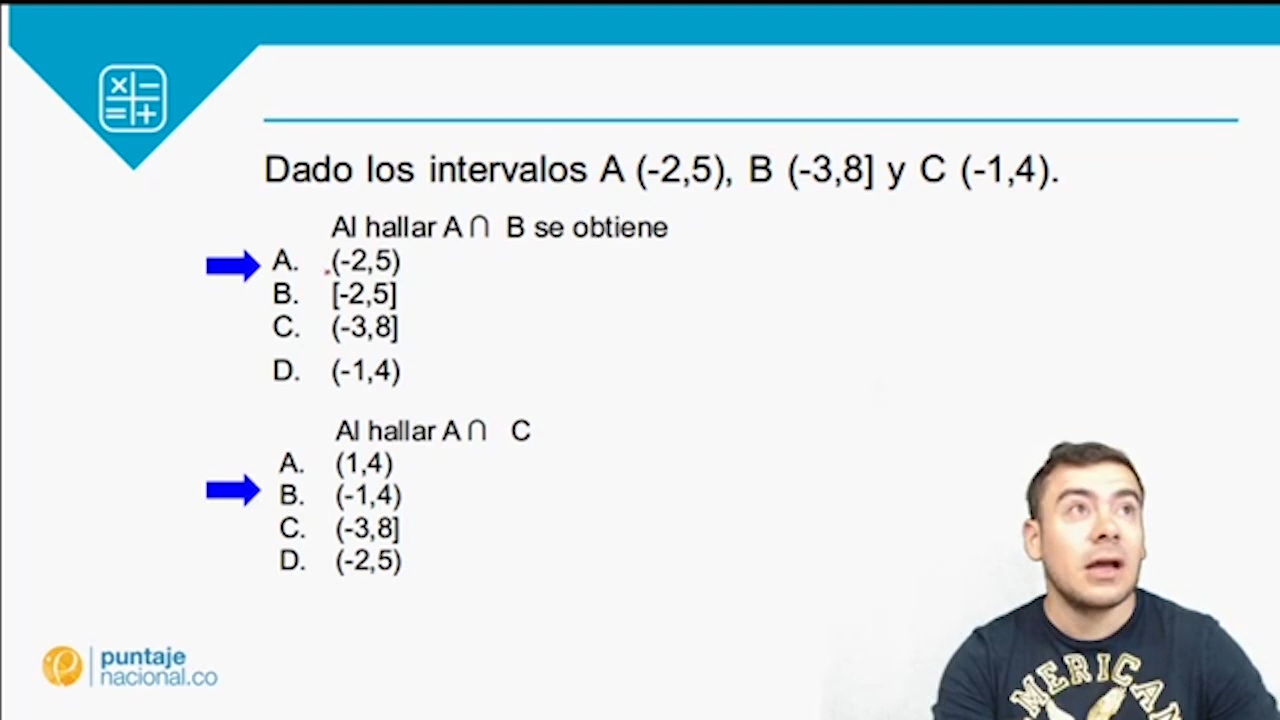 Dado los intervalos A (-2,5), B (-3,8] y C (-1,4).
Al hallar A ∩ B se obtiene
A. (-2,5)
B. [-2,5]
C. (-3,8]
D. (-1,4)
Al hallar A ∩ C
A. (1,4)
B. (-1,4)
C. (-3,8]
D. (-2,5)
puntaje
nacional.co
MERICAN